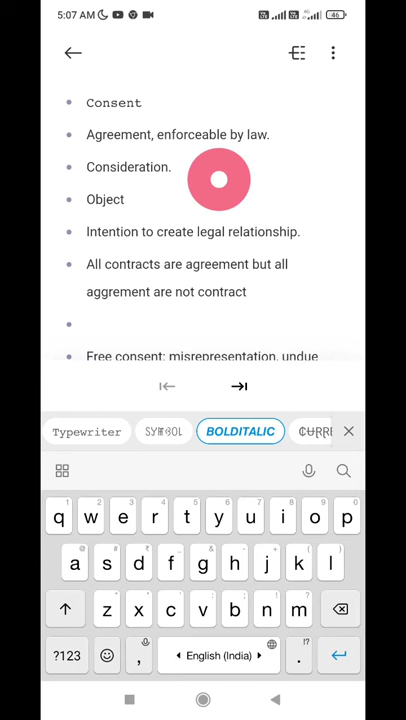 5:07 AM
46
Consent
Agreement, enforceable by law.
Consideration.
Object
Intention to create legal relationship.
All contracts are agreement but all
aggrement are not contract
Free consent: misrepresentation, undue
Typewriter SYMBOL BOLDITALIC CURRE
1 2 3 4 5 6 7 8 9 0
q w e r t y u i o p
@ # ₹ _ & - + ( ) /
a s d f g h j k l
z x c v b n m
?123 , English (India) . !?